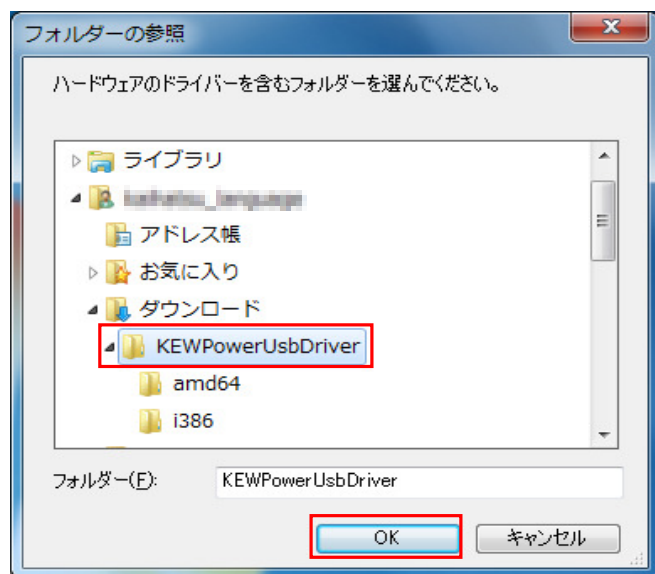 フォルダーの参照
ハードウェアのドライバーを含むフォルダーを選んでください。
ライブラリ
アドレス帳
お気に入り
ダウンロード
KEWPowerUsbDriver
amd64
i386
フォルダー(F): KEWPowerUsbDriver
OK キャンセル